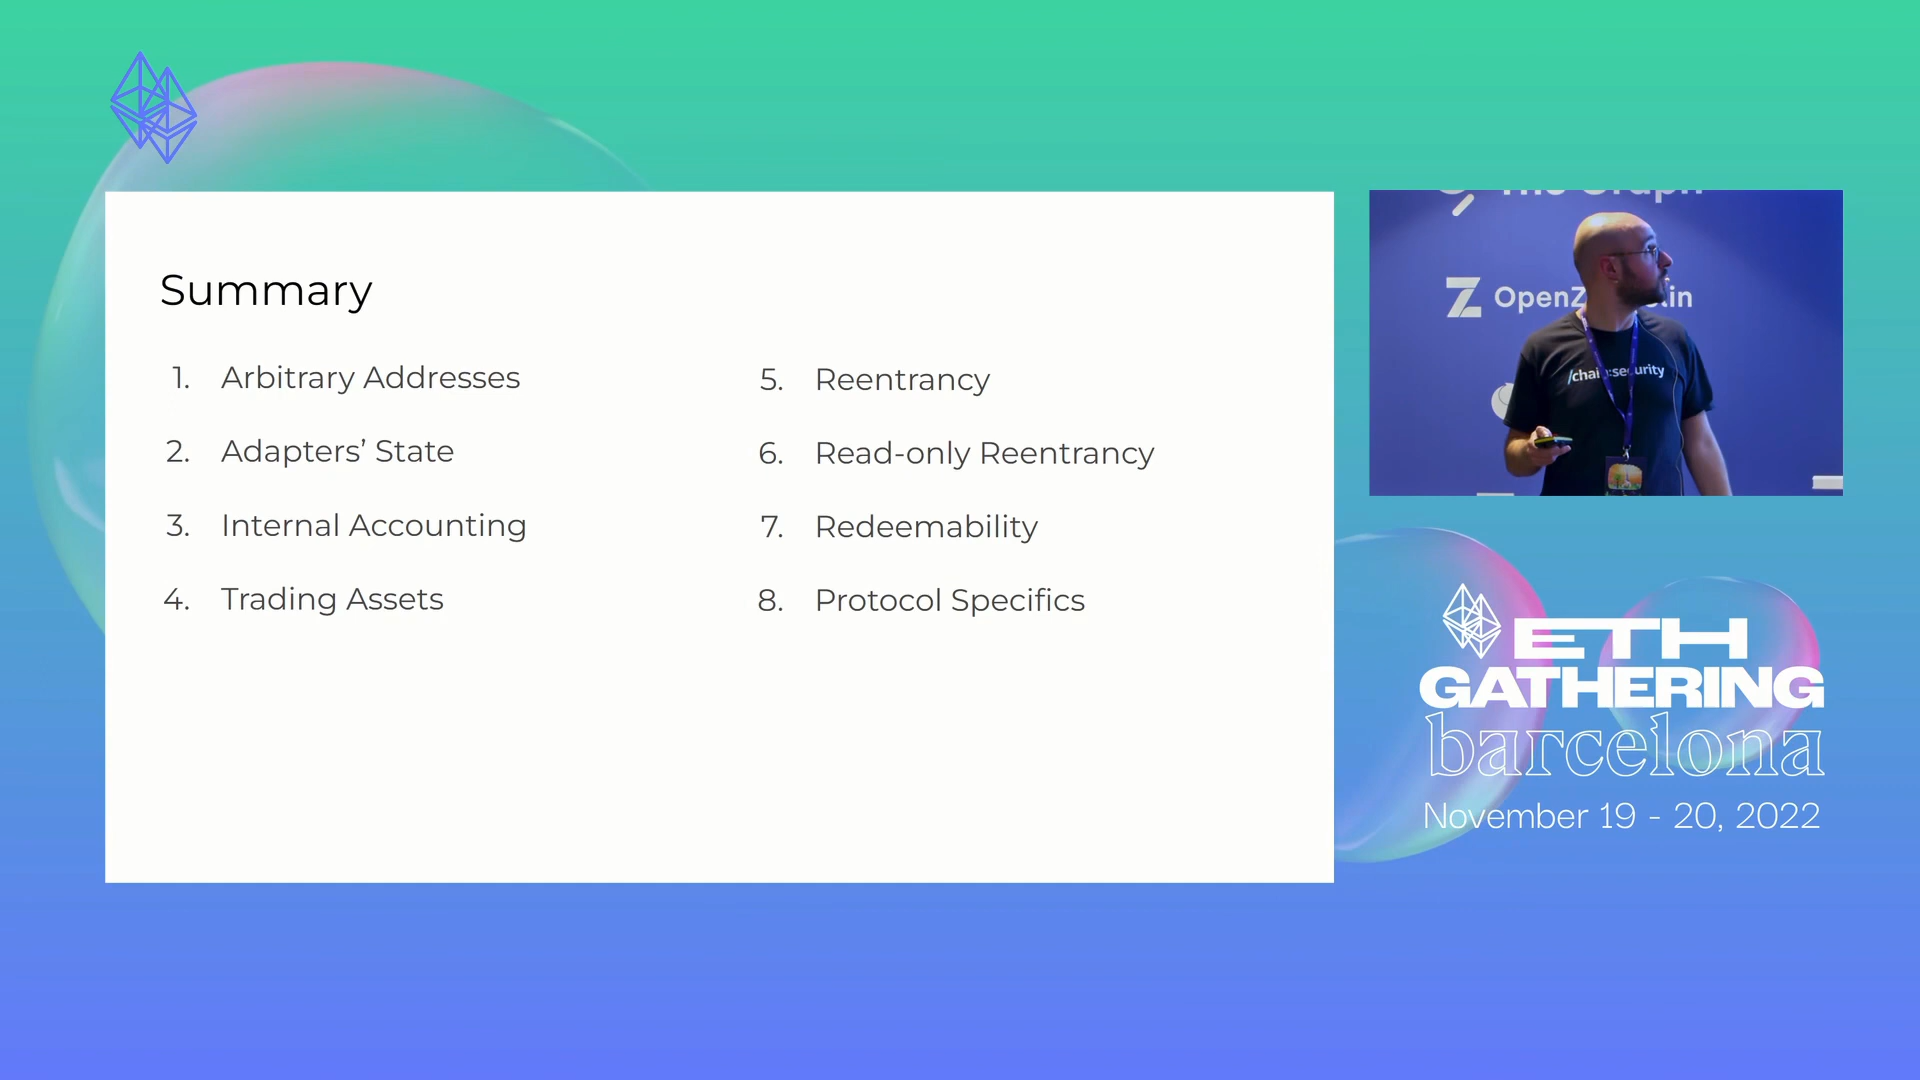 Summary
1. Arbitrary Addresses
2. Adapters’ State
3. Internal Accounting
4. Trading Assets
5. Reentrancy
6. Read-only Reentrancy
7. Redeemability
8. Protocol Specifics
ETH
GATHERING
barcelona
November 19 - 20, 2022